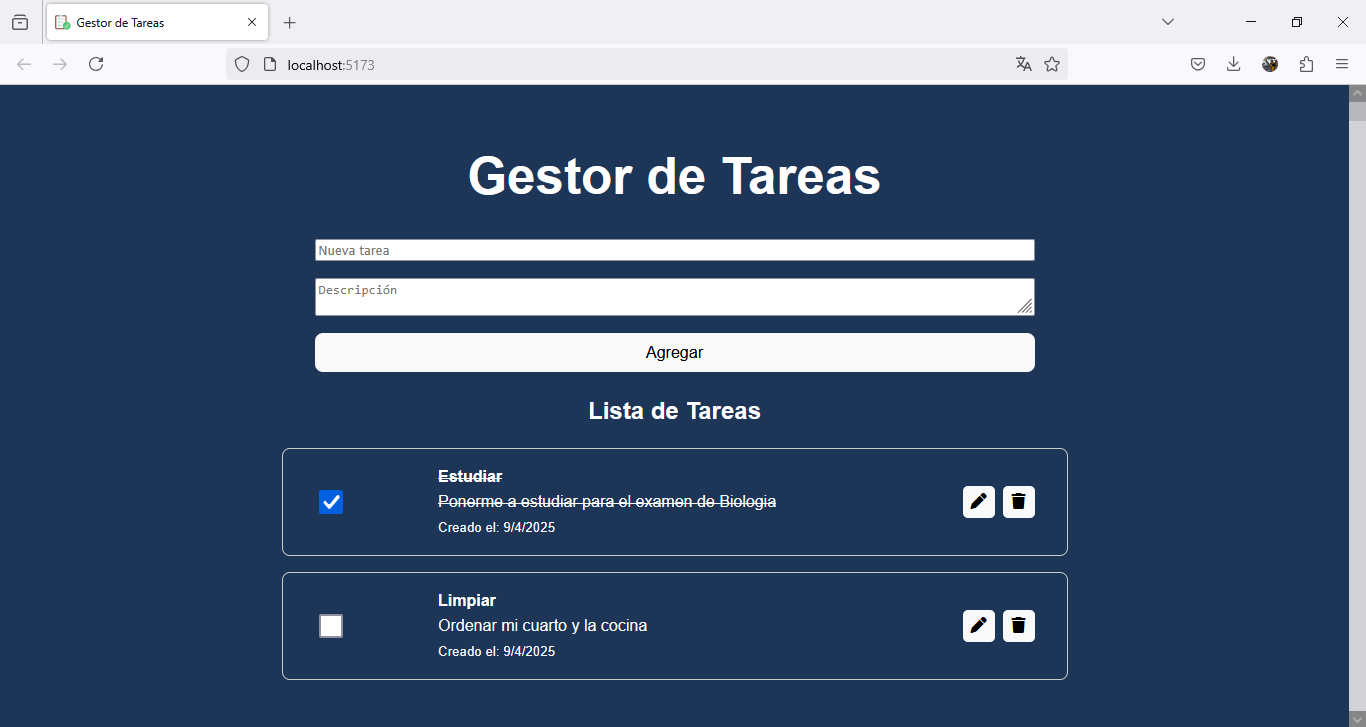 Gestor de Tareas
localhost:5173
Gestor de Tareas
Nueva tarea
Descripción
Agregar
Lista de Tareas
Estudiar
Ponerme a estudiar para el examen de Biologia
Creado el: 9/4/2025
Limpiar
Ordenar mi cuarto y la cocina
Creado el: 9/4/2025